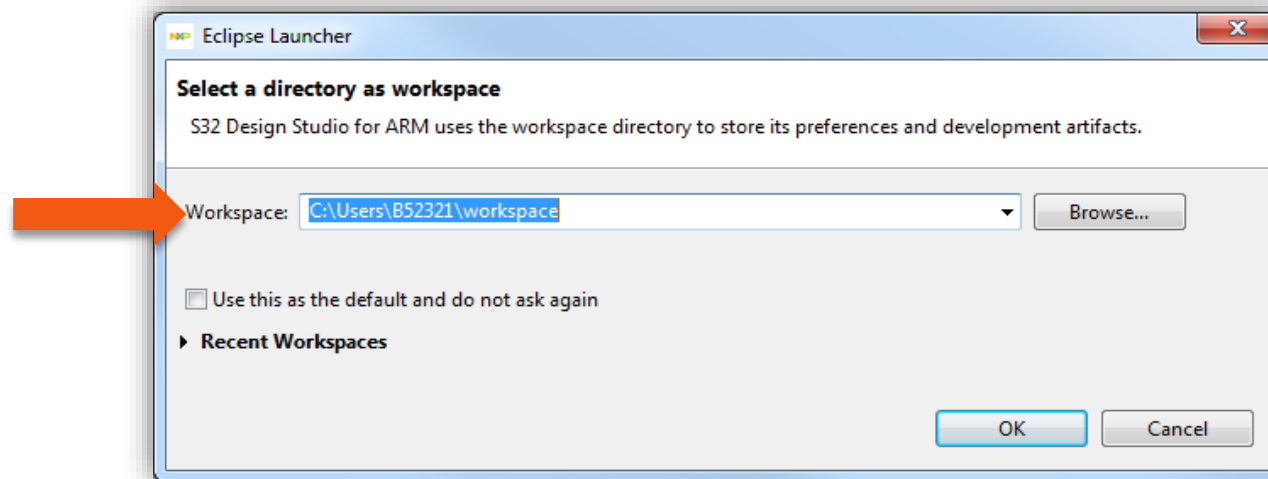 NXP Eclipse Launcher
Select a directory as workspace
S32 Design Studio for ARM uses the workspace directory to store its preferences and development artifacts.
Workspace: C:\Users\B52321\workspace Browse...
Use this as the default and do not ask again
Recent Workspaces
OK Cancel